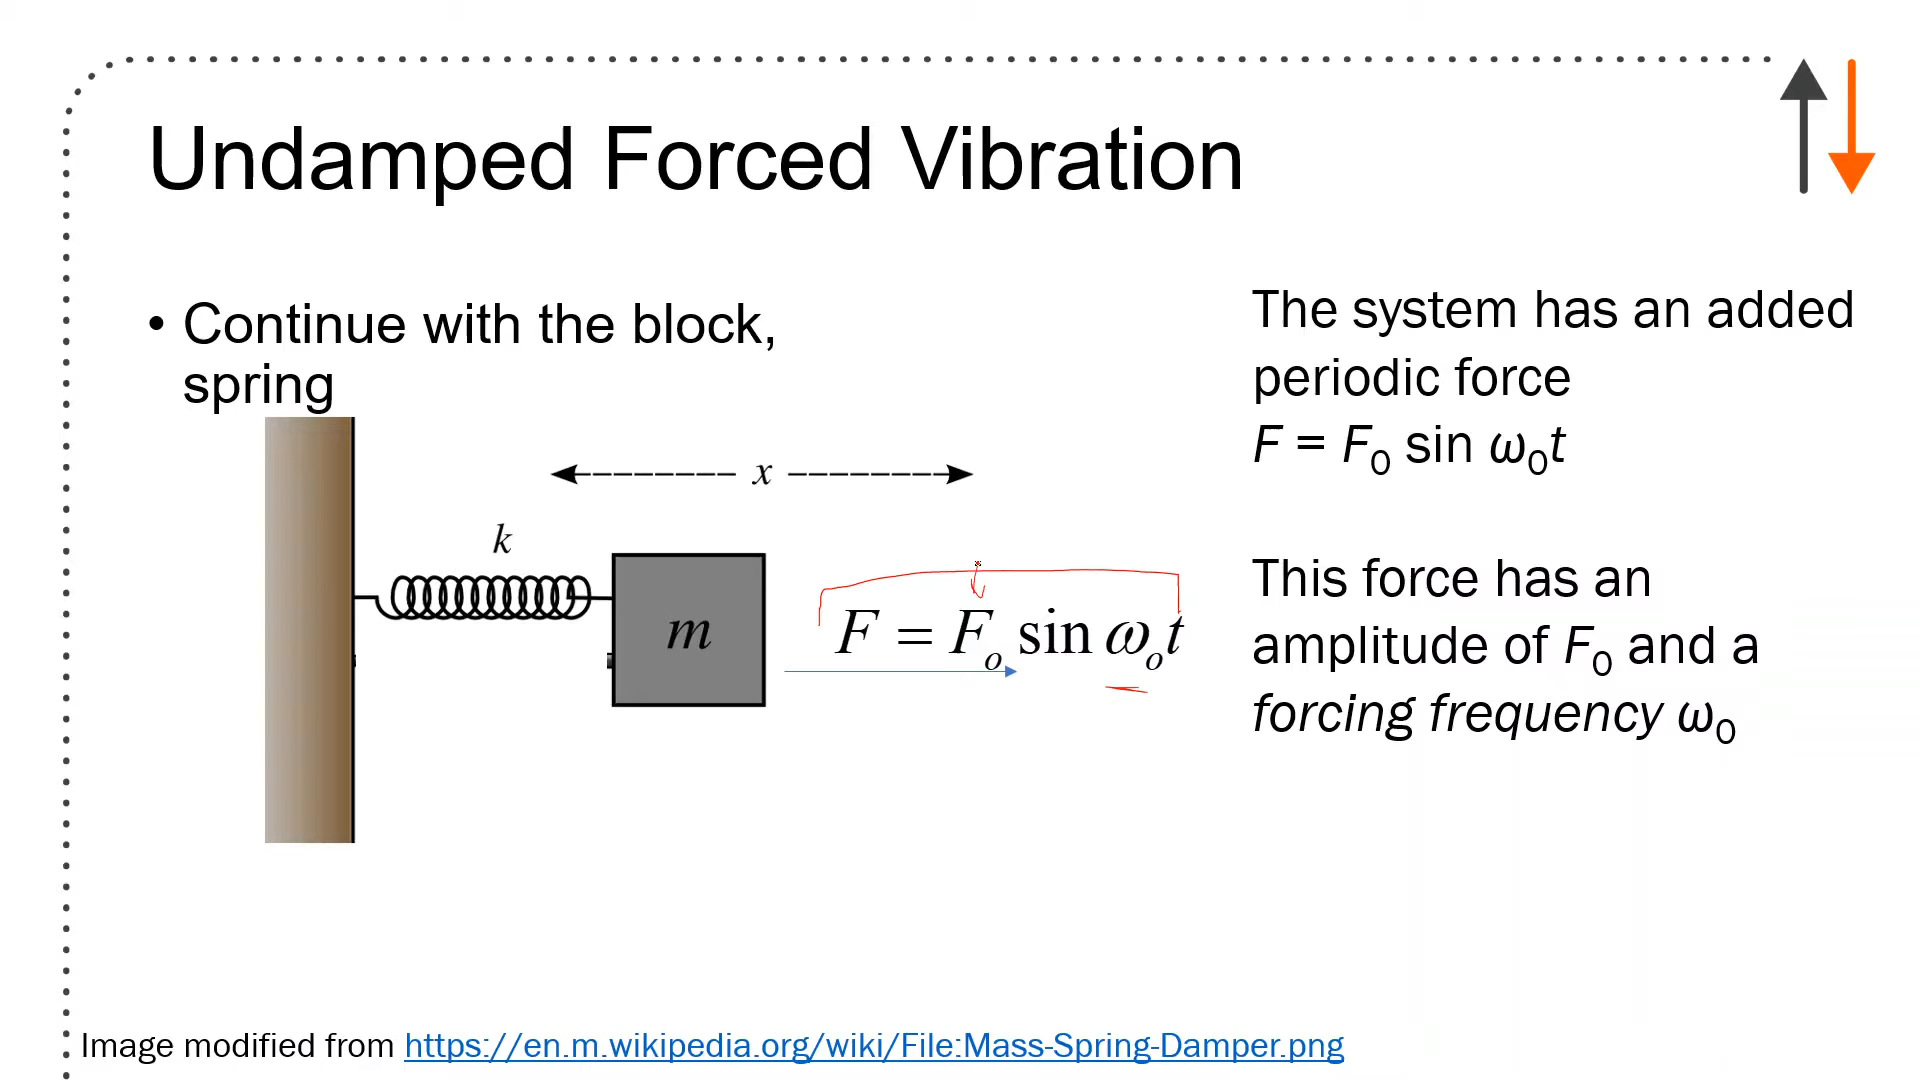 Undamped Forced Vibration
• Continue with the block,
spring
x
k
m
F = Fₒ sin ωₒt
The system has an added
periodic force
F = F₀ sin ω₀t
This force has an
amplitude of F₀ and a
forcing frequency ω₀
Image modified from https://en.m.wikipedia.org/wiki/File:Mass-Spring-Damper.png